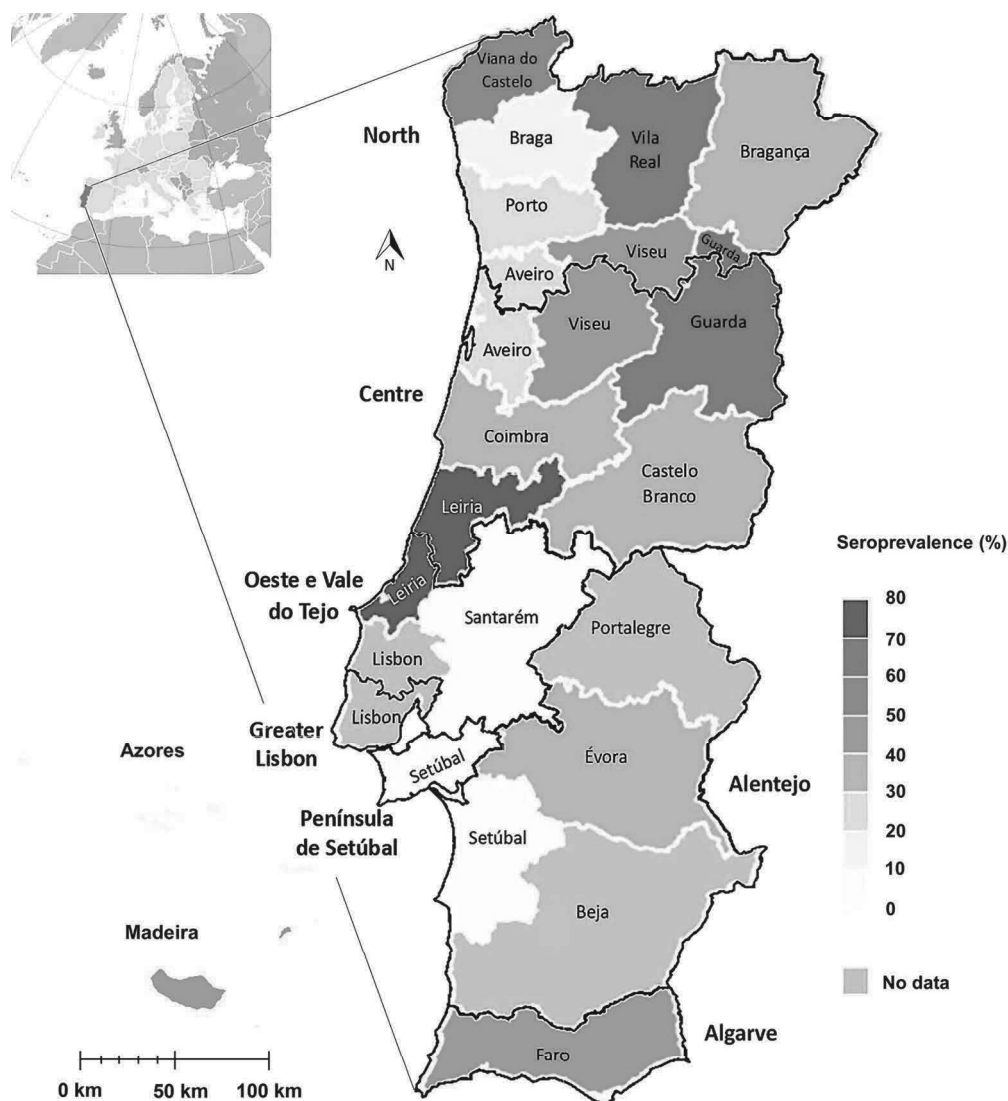 Viana do
Castelo
North
Braga
Vila
Real
Bragança
Porto
N
Aveiro
Viseu
Guarda
Aveiro
Viseu
Guarda
Centre
Coimbra
Castelo
Branco
Leiria
Seroprevalence (%)
Oeste e Vale
do Tejo
Leiria
Santarém
Portalegre
80
70
60
50
40
30
20
10
0
Lisbon
Lisbon
Greater
Lisbon
Azores
Setúbal
Évora
Alentejo
Península
de Setúbal
Setúbal
Beja
Madeira
No data
Algarve
Faro
0 km
50 km
100 km